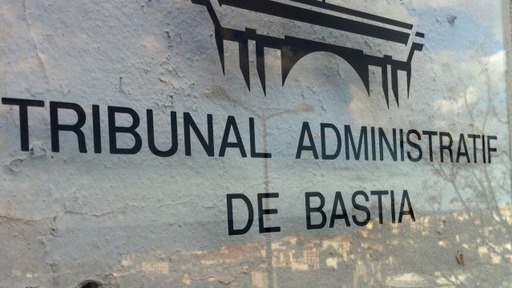 TRIBUNAL ADMINISTRATIF
DE BASTIA